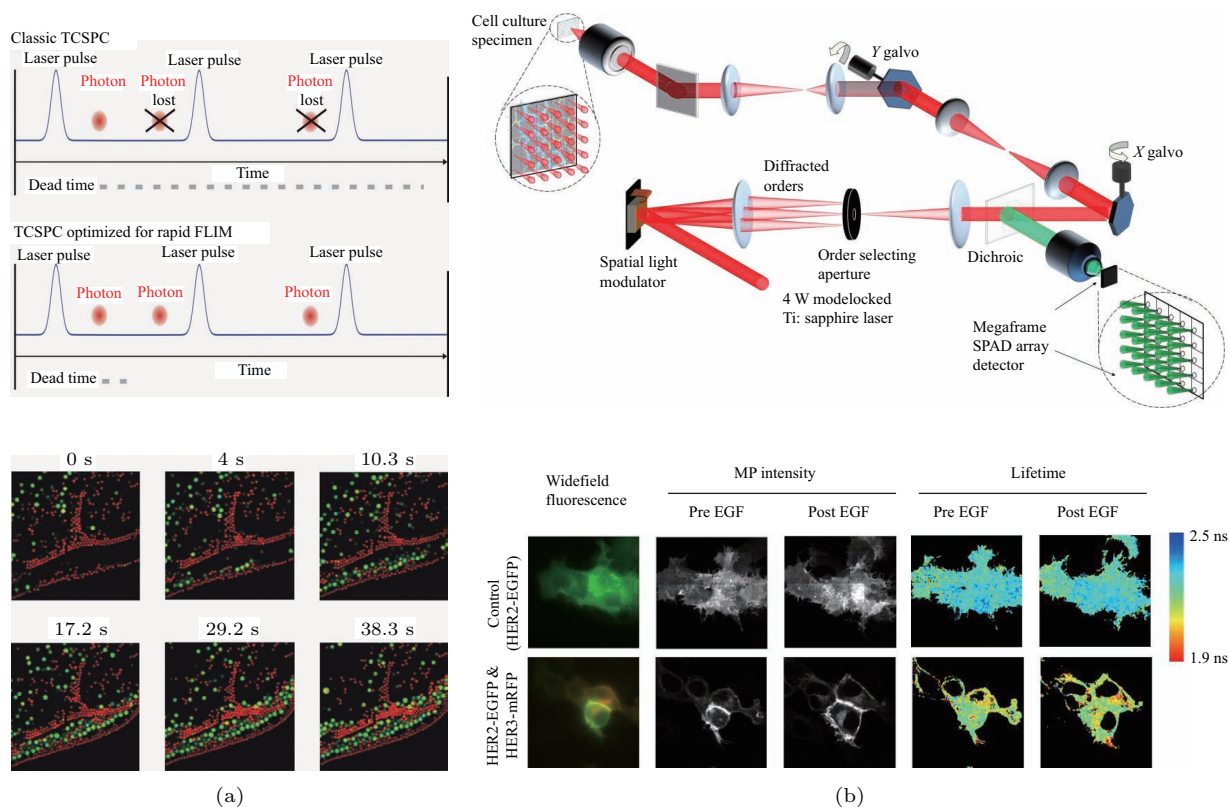 Classic TCSPC
Laser pulse
Laser pulse
Laser pulse
Photon
Photon
lost
Photon
lost
Time
Dead time
TCSPC optimized for rapid FLIM
Laser pulse
Laser pulse
Laser pulse
Photon
Photon
Photon
Time
Dead time
Cell culture
specimen
Y galvo
X galvo
Diffracted
orders
Spatial light
modulator
Order selecting
aperture
Dichroic
4 W modelocked
Ti: sapphire laser
Megaframe
SPAD array
detector
0 s
4 s
10.3 s
17.2 s
29.2 s
38.3 s
(a)
Widefield
fluorescence
MP intensity
Lifetime
Pre EGF
Post EGF
Pre EGF
Post EGF
Control
(HER2-EGFP)
HER2-EGFP &
HER3-mRFP
2.5 ns
1.9 ns
(b)